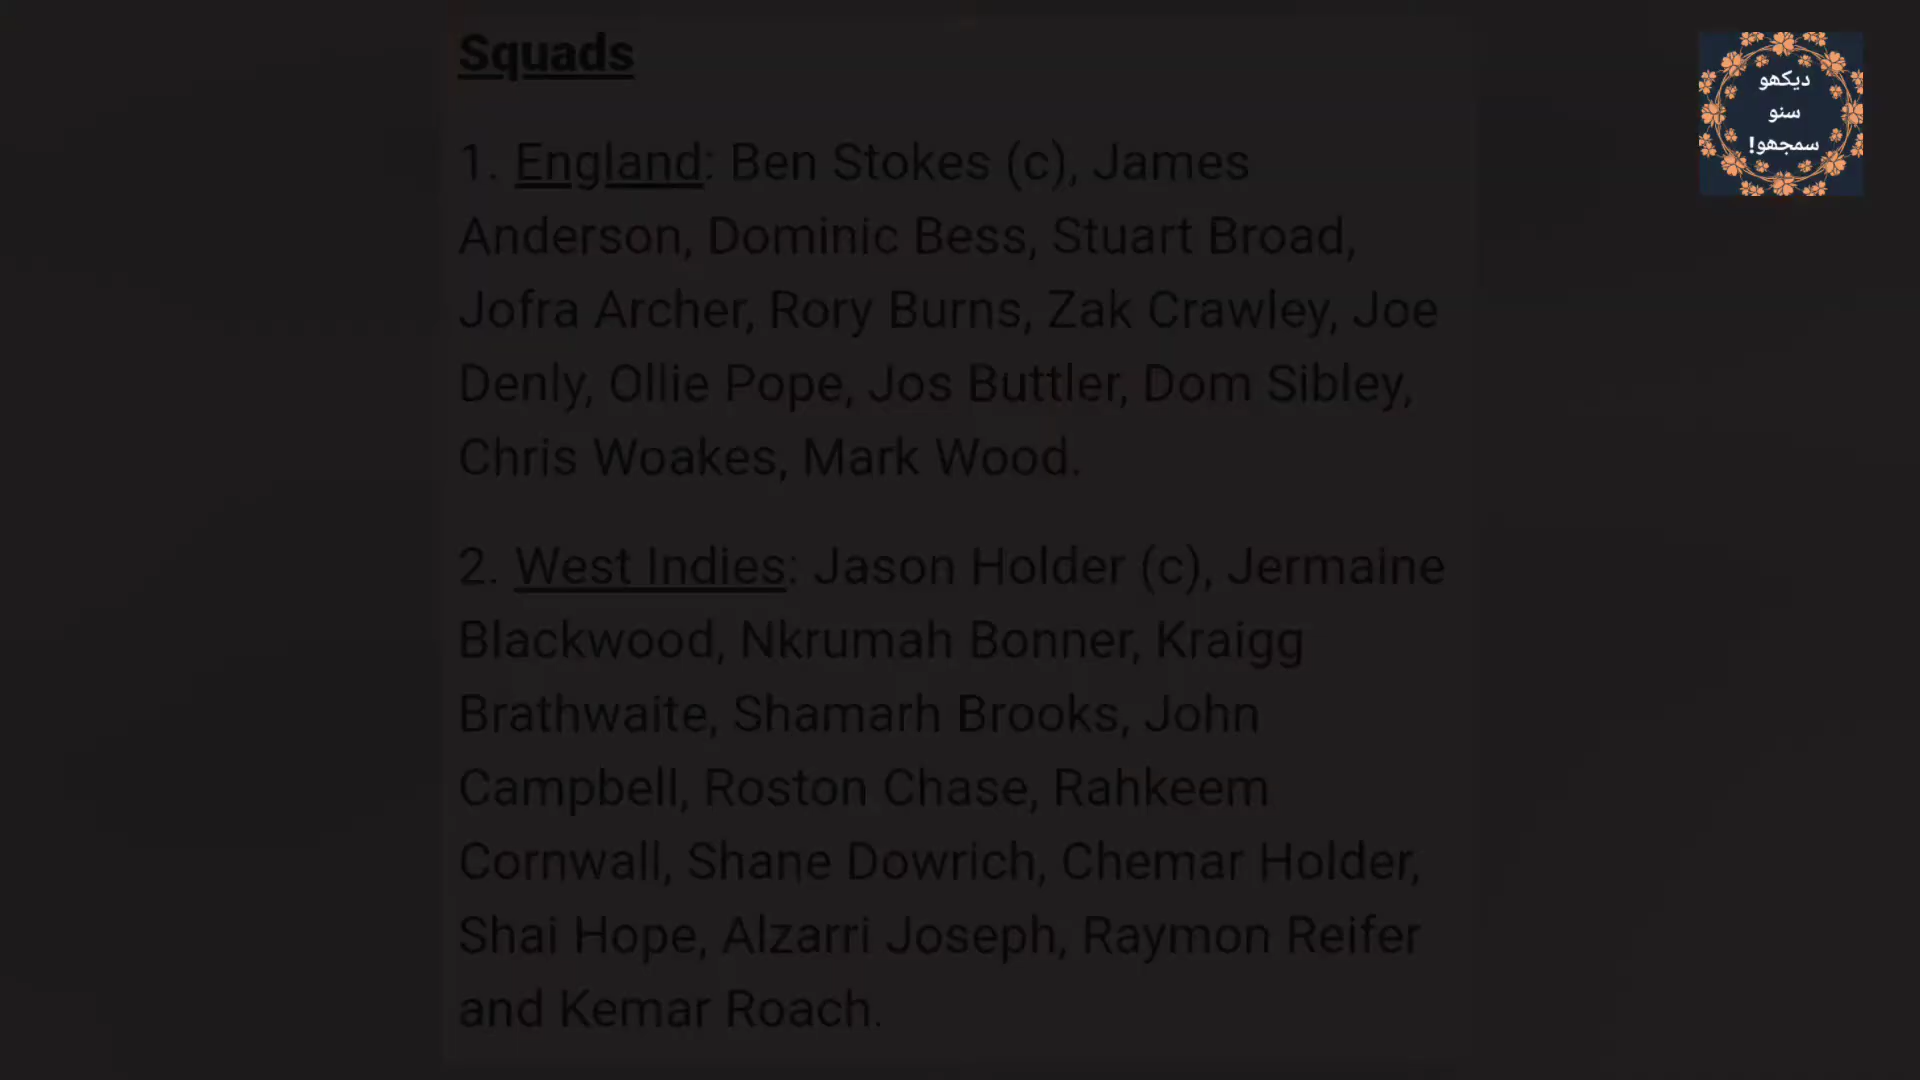 Squads
1. England: Ben Stokes (c), James
Anderson, Dominic Bess, Stuart Broad,
Jofra Archer, Rory Burns, Zak Crawley, Joe
Denly, Ollie Pope, Jos Buttler, Dom Sibley,
Chris Woakes, Mark Wood.
2. West Indies: Jason Holder (c), Jermaine
Blackwood, Nkrumah Bonner, Kraigg
Brathwaite, Shamarh Brooks, John
Campbell, Roston Chase, Rahkeem
Cornwall, Shane Dowrich, Chemar Holder,
Shai Hope, Alzarri Joseph, Raymon Reifer
and Kemar Roach.
دیکھو
سنو
سمجھو!